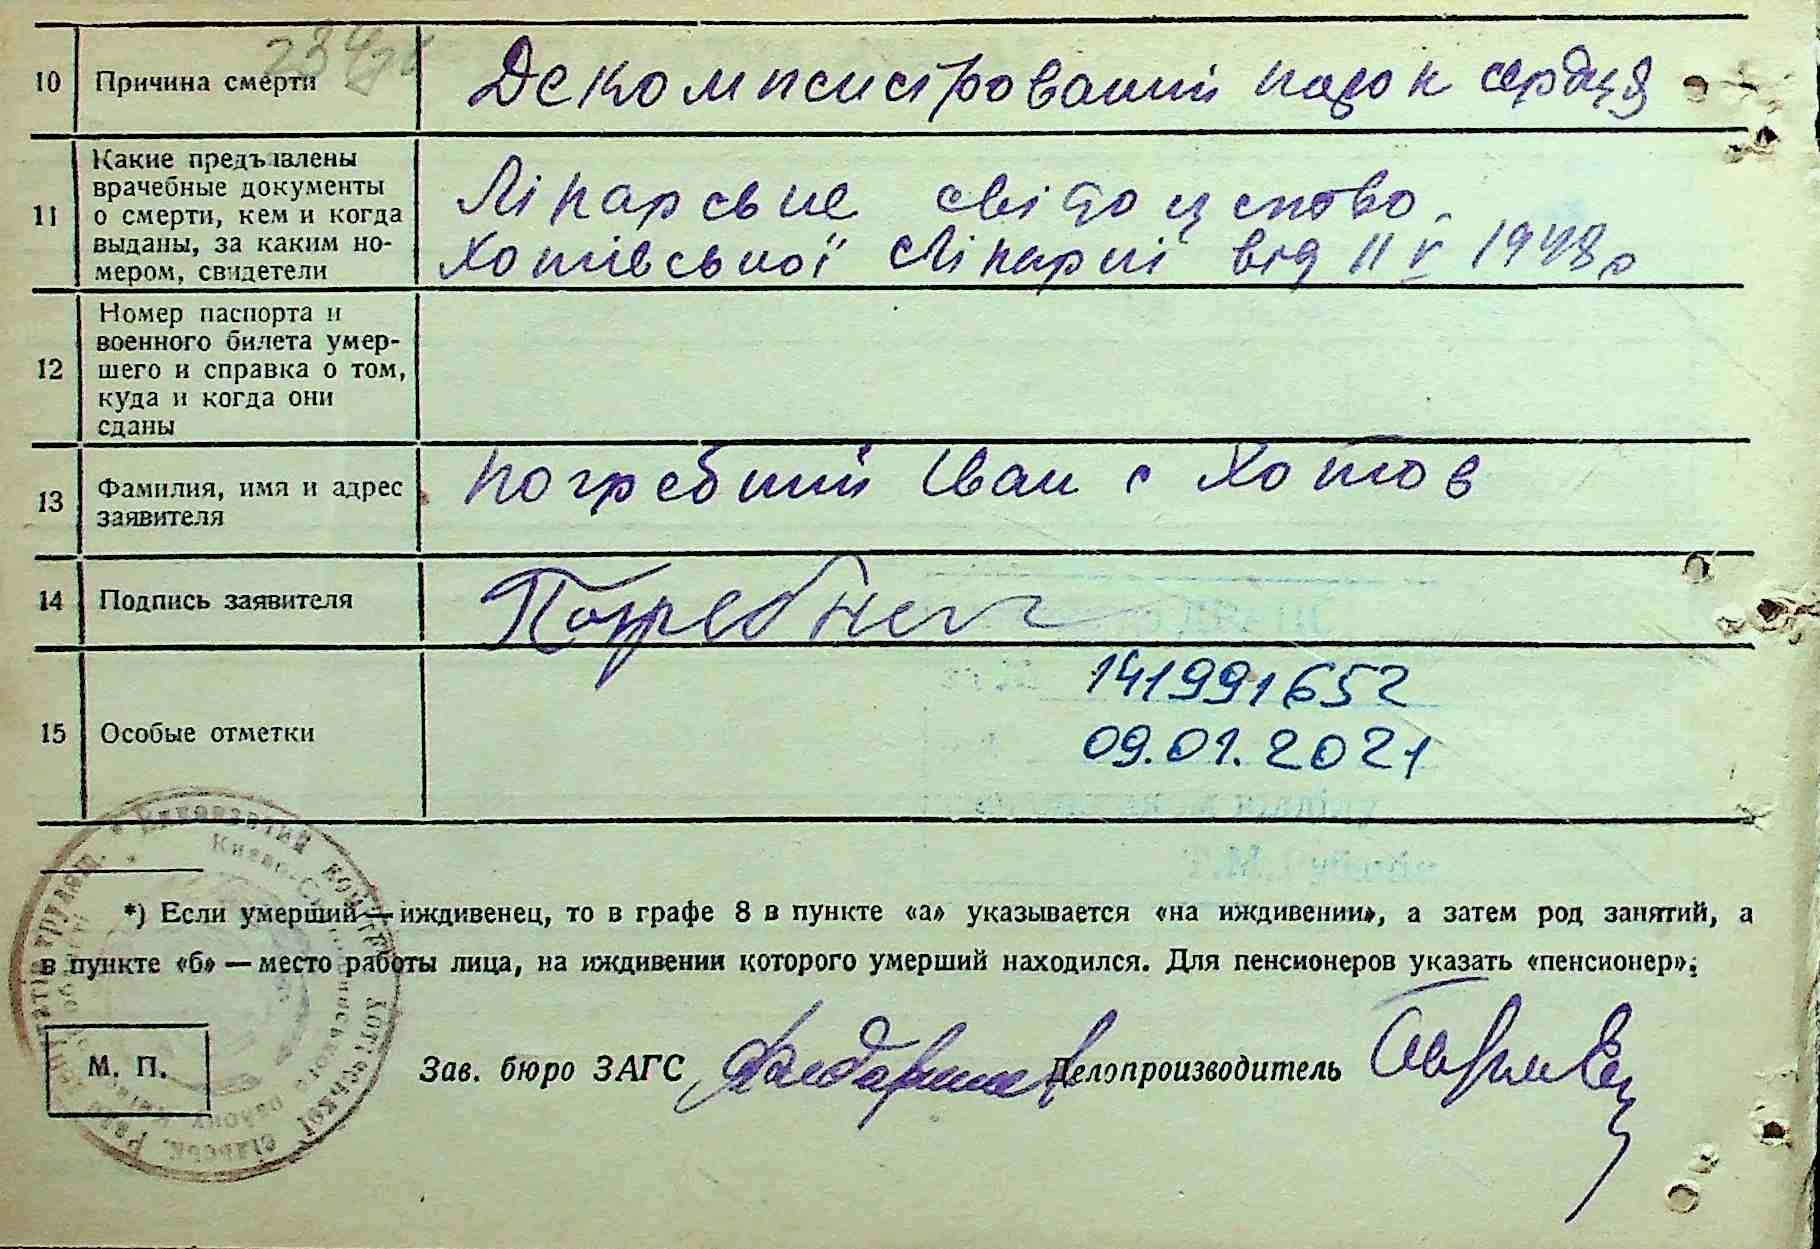 10 Причина смерти
Декомпсистрований порок сердця
11 Какие предъявлены
врачебные документы
о смерти, кем и когда
выданы, за каким но-
мером, свидетели
Лікарське свідоцтво
Хотівської лікарні від 11 V 1948 р
12 Номер паспорта и
военного билета умер-
шего и справка о том,
куда и когда они
сданы
13 Фамилия, имя и адрес
заявителя
Погребний Іван с Хотов
14 Подпись заявителя
15 Особые отметки
141991652
09.01.2021
*) Если умерший — иждивенец, то в графе 8 в пункте «а» указывается «на иждивении», а затем род занятий, а
в пункте «б» — место работы лица, на иждивении которого умерший находился. Для пенсионеров указать «пенсионер».
М. П.
Зав. бюро ЗАГС
Делопроизводитель